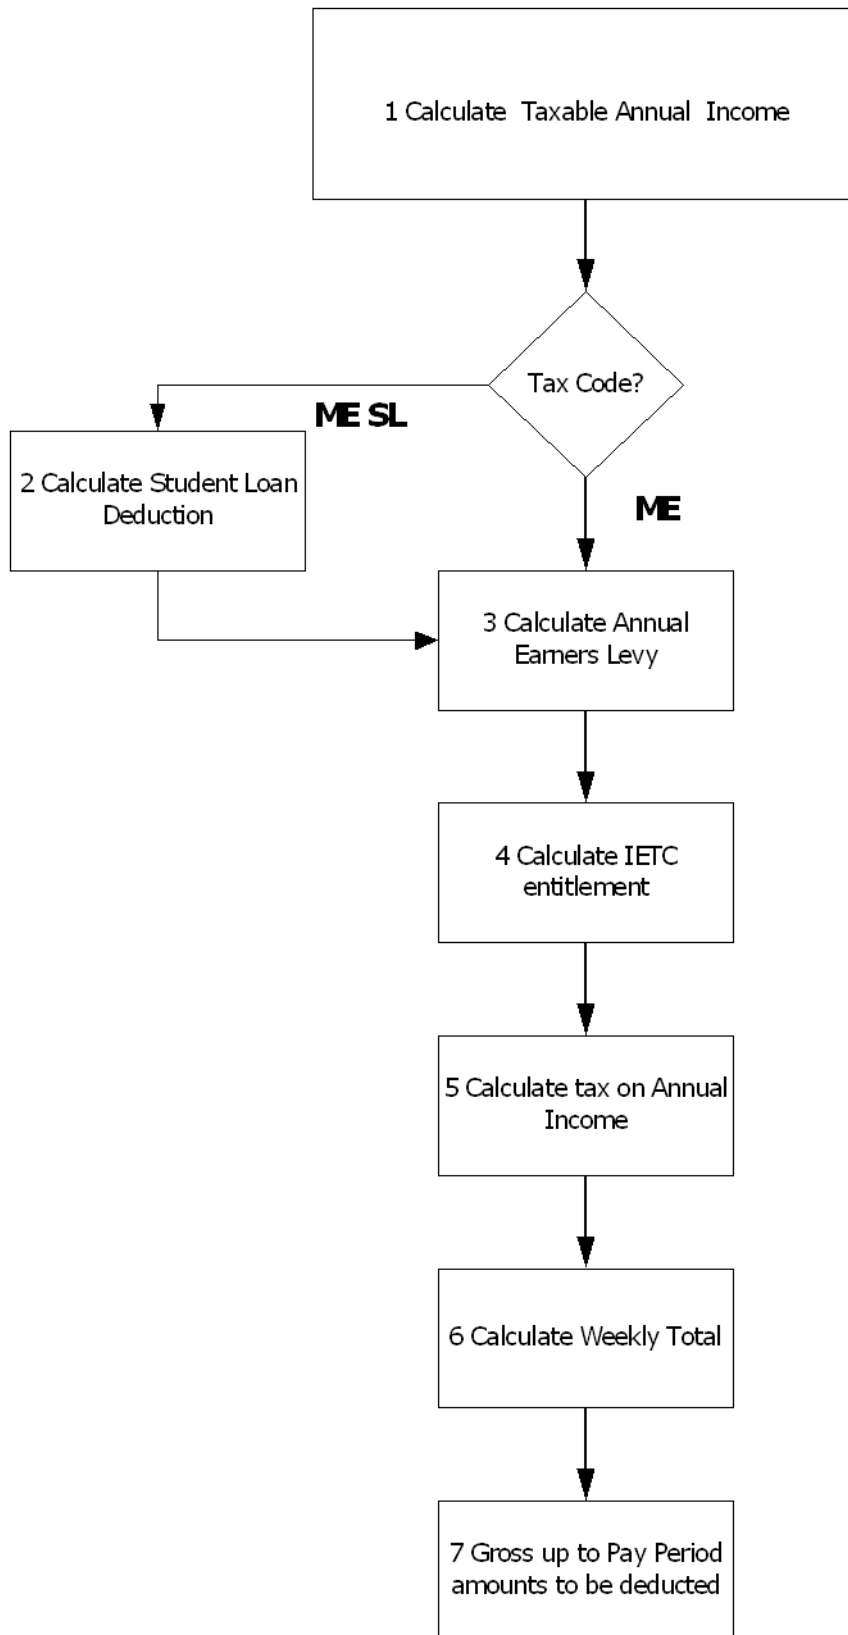 1 Calculate Taxable Annual Income
Tax Code?
ME SL
2 Calculate Student Loan
Deduction
ME
3 Calculate Annual
Earners Levy
4 Calculate IETC
entitlement
5 Calculate tax on Annual
Income
6 Calculate Weekly Total
7 Gross up to Pay Period
amounts to be deducted